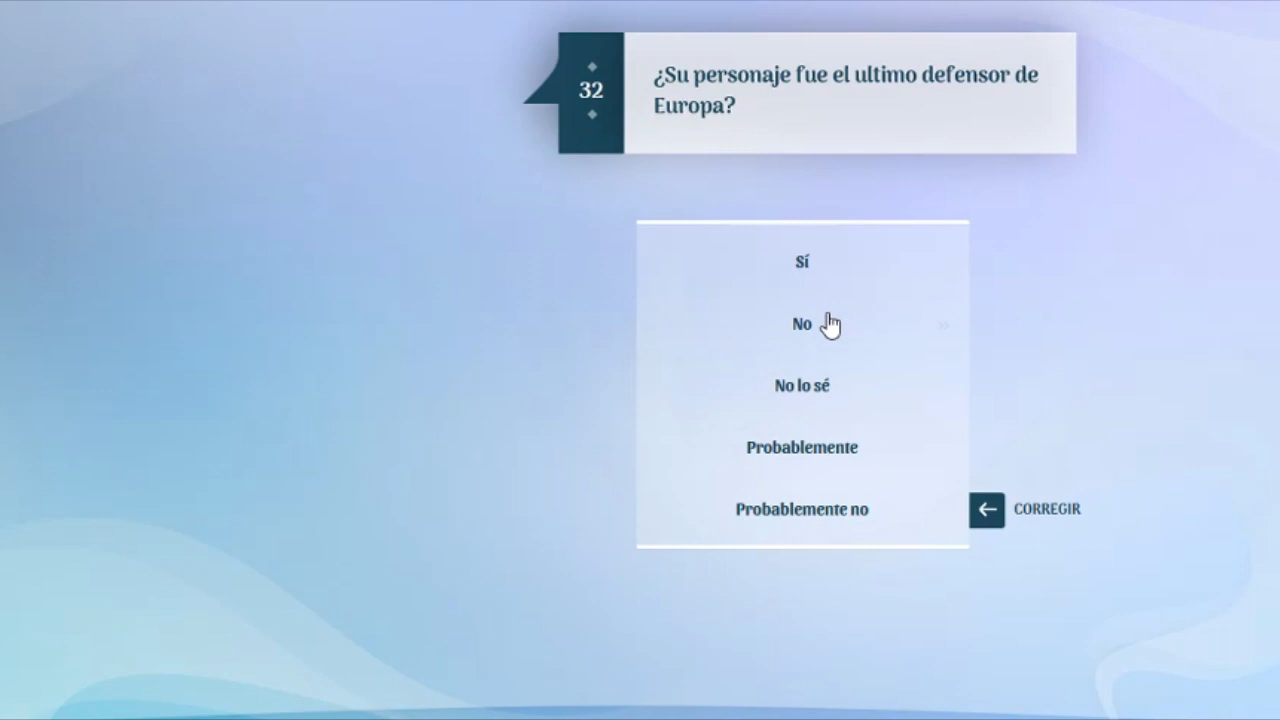 32
¿Su personaje fue el ultimo defensor de
Europa?
Sí
No
No lo sé
Probablemente
Probablemente no
CORREGIR